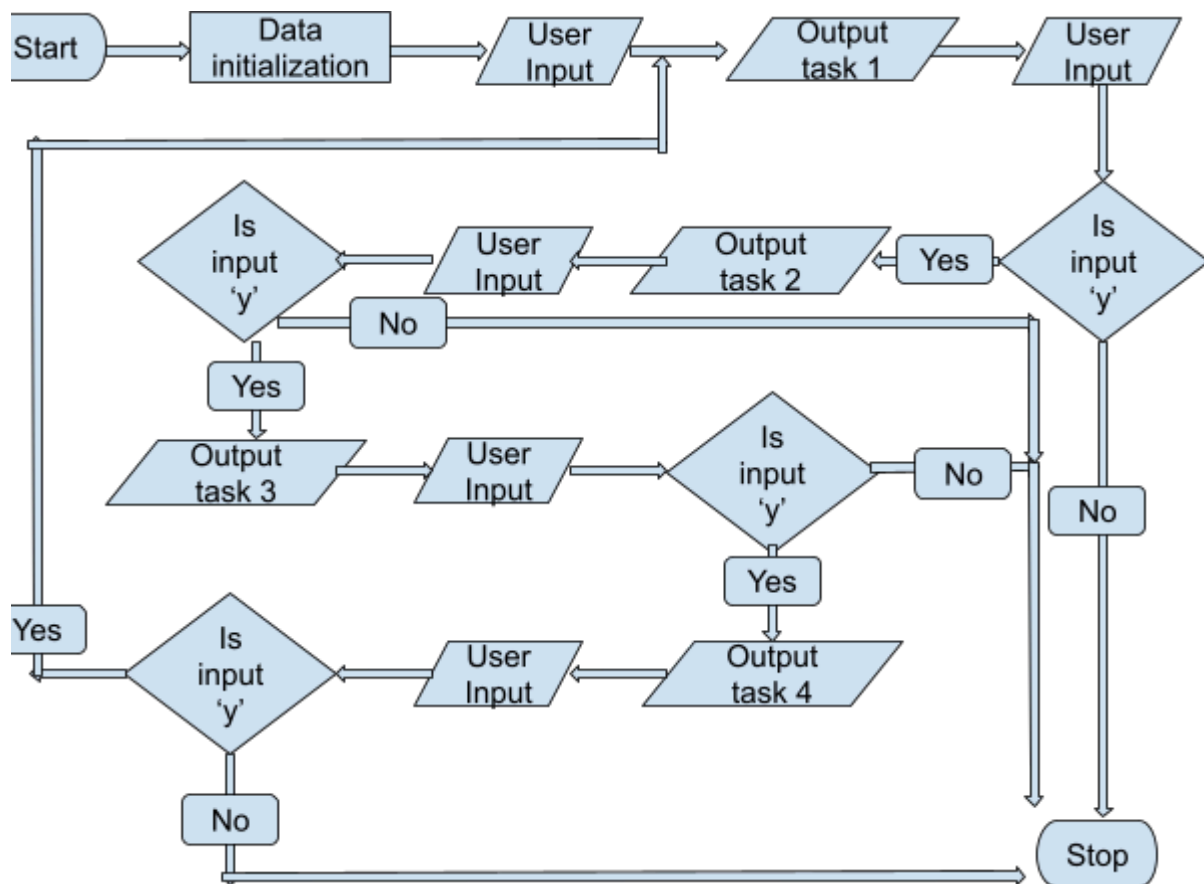 Start
Data
initialization
User
Input
Output
task 1
User
Input
Is
input
‘y’
Yes
Output
task 2
User
Input
Is
input
‘y’
No
Yes
Output
task 3
User
Input
Is
input
‘y’
No
No
Yes
Output
task 4
User
Input
Is
input
‘y’
Yes
No
Stop